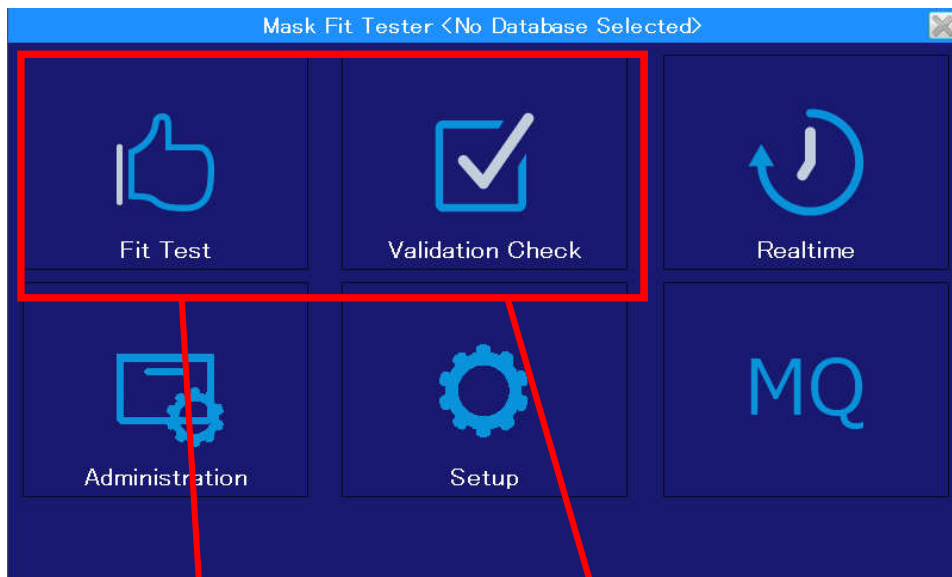 Mask Fit Tester <No Database Selected>
Fit Test
Validation Check
Realtime
MQ
Administration
Setup